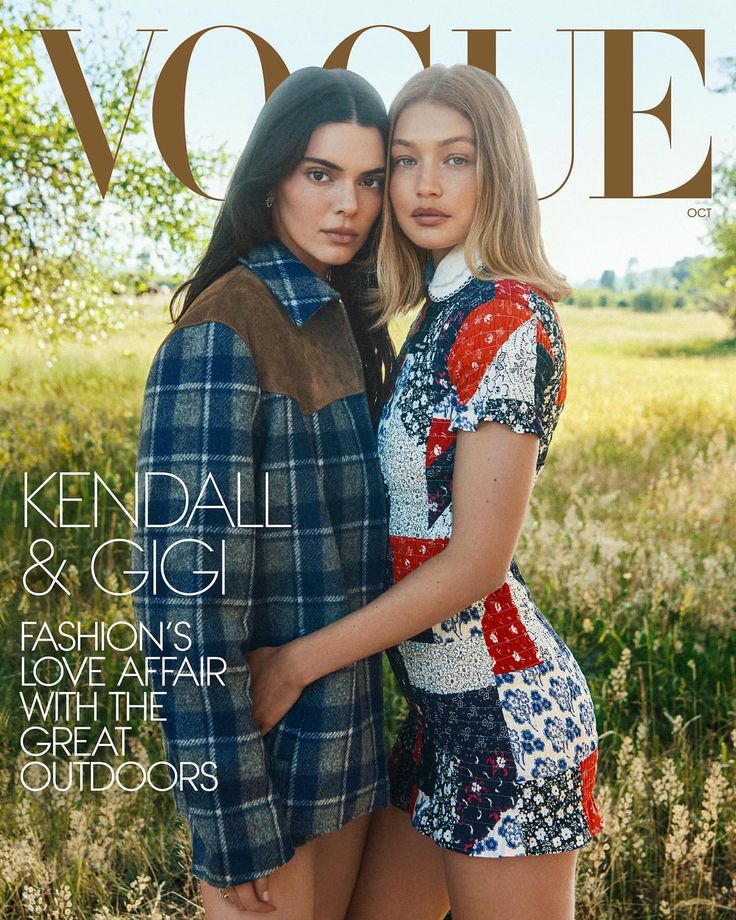 VOGUE
OCT
KENDALL
& GIGI
FASHION'S
LOVE AFFAIR
WITH THE
GREAT
OUTDOORS